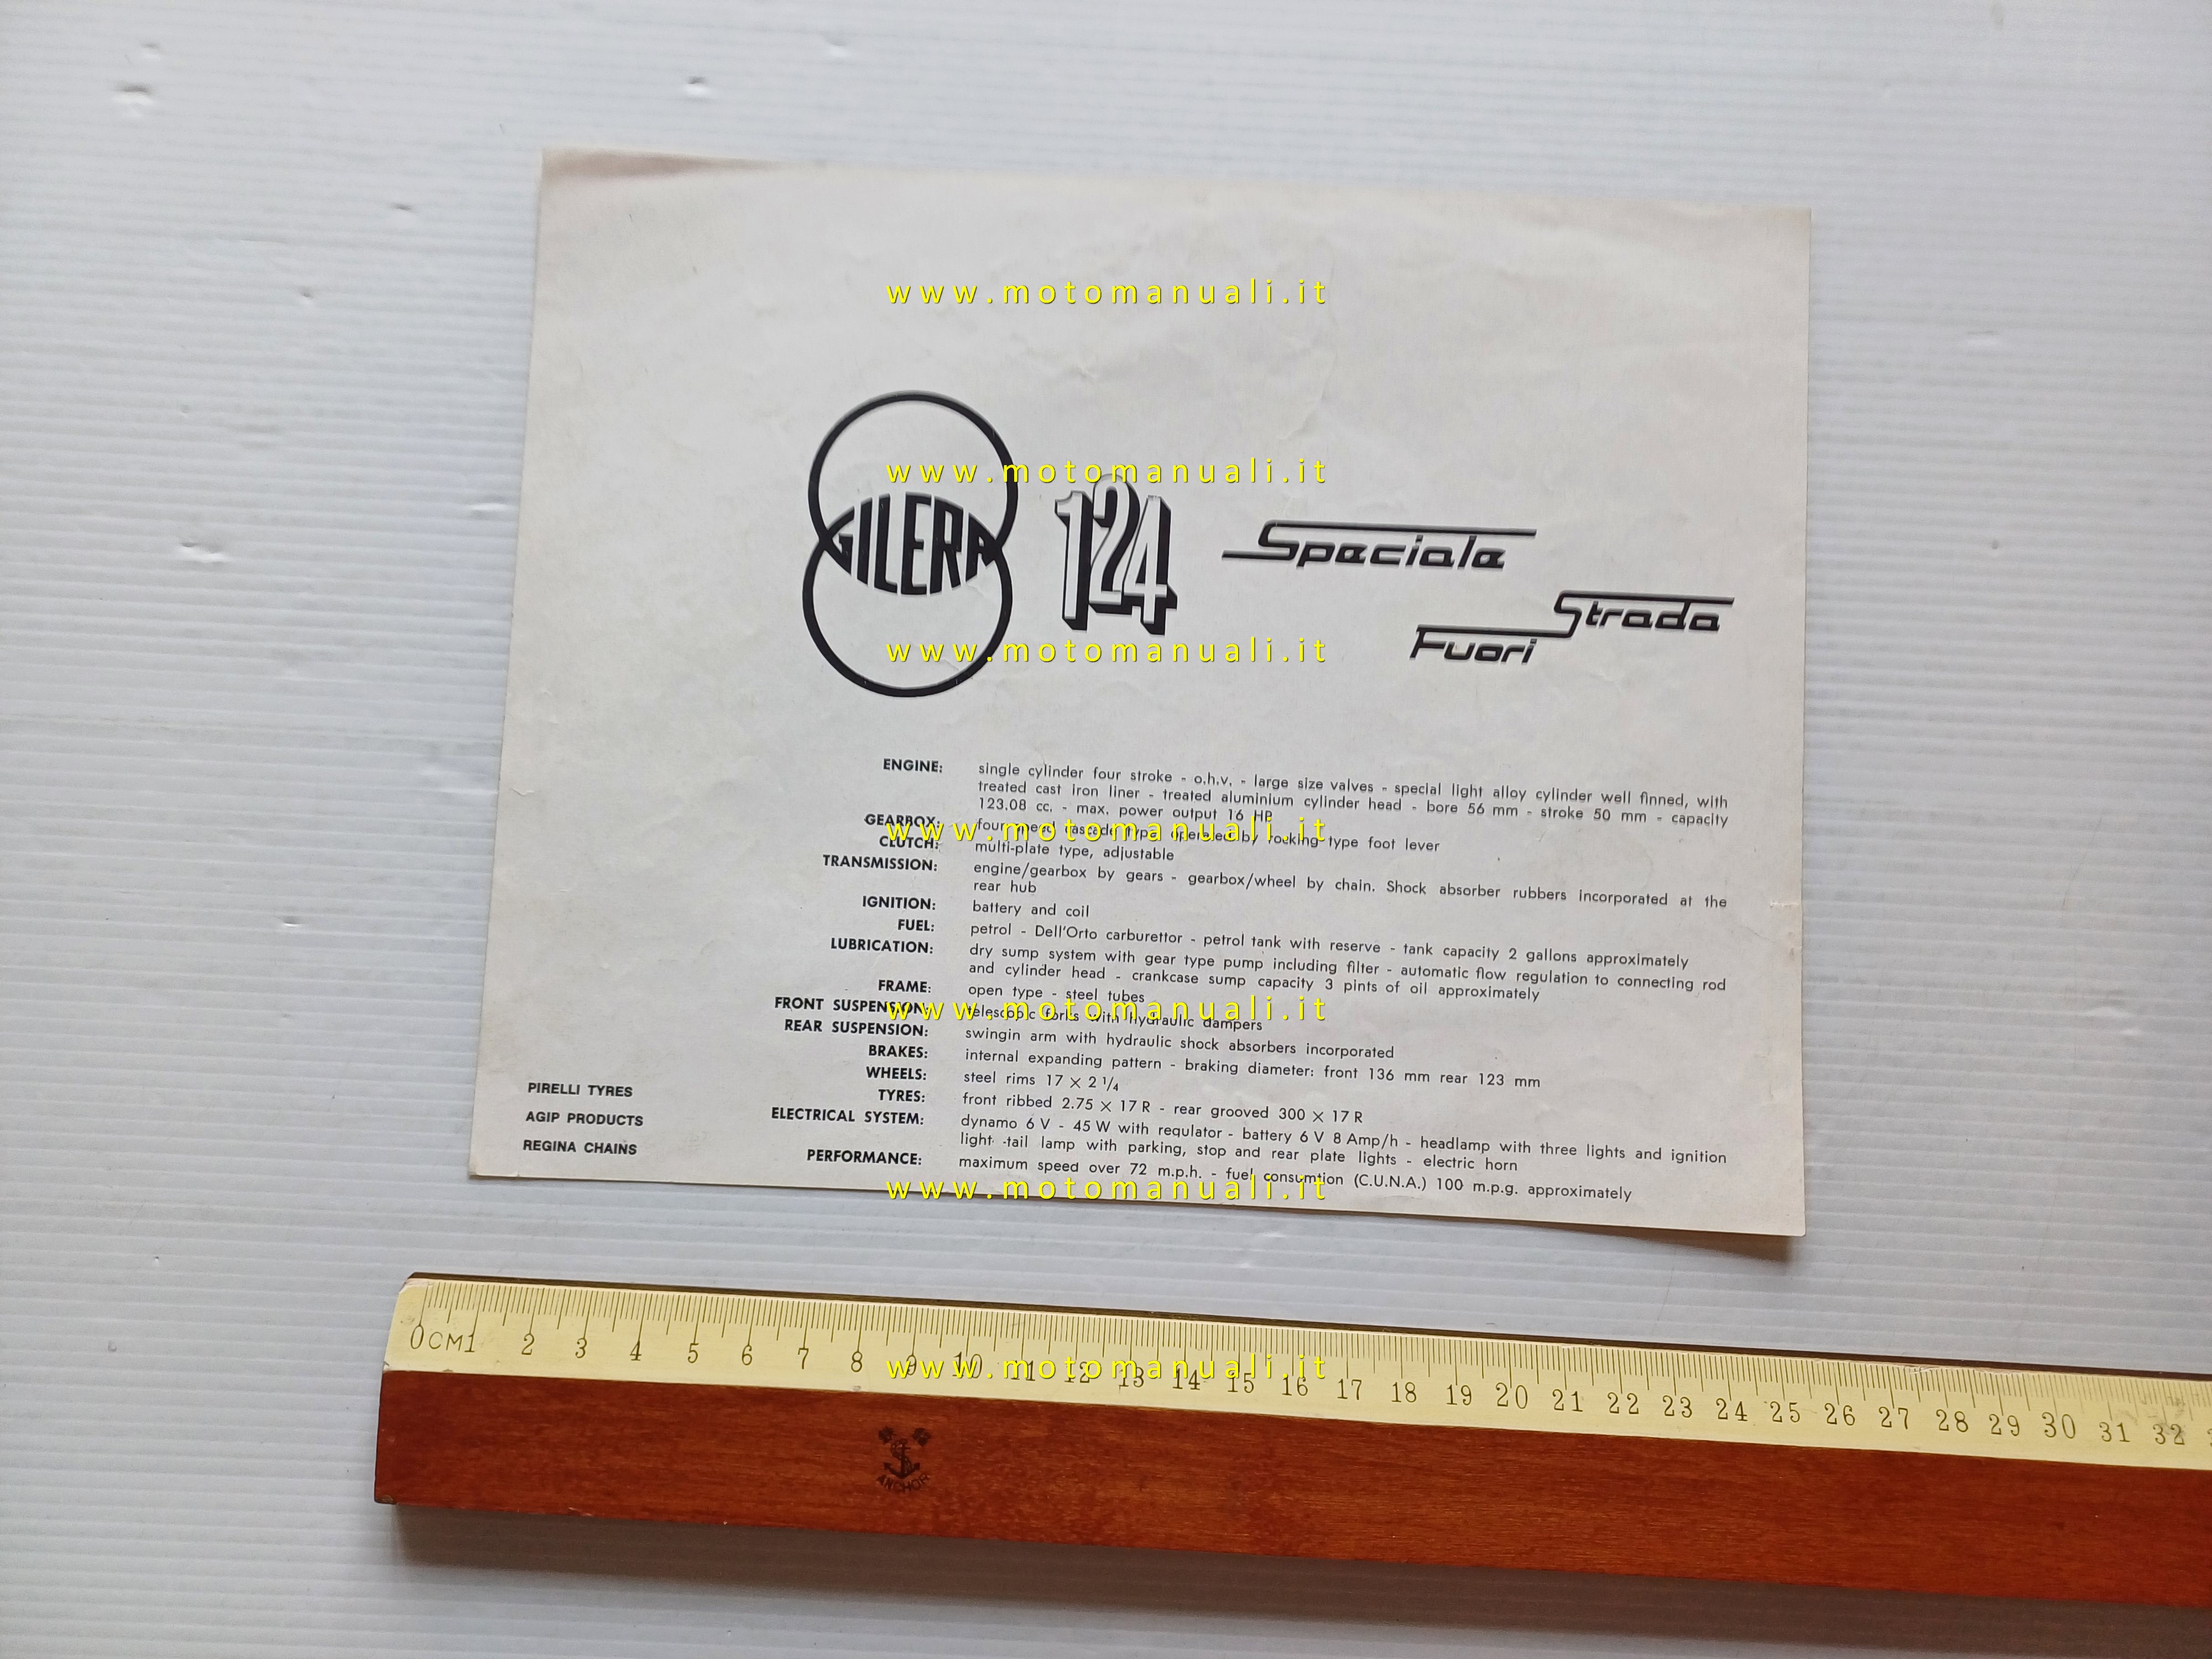 www.motomanuali.it
www.motomanuali.it
GILERA 124 Speciale
Strada
Fuori
www.motomanuali.it
ENGINE: single cylinder four stroke - o.h.v. - large size valves - special light alloy cylinder well finned, with
treated cast iron liner - treated aluminium cylinder head - bore 56 mm - stroke 50 mm - capacity
123.08 cc. - max. power output 16 HP
GEARBOX: four speed cascade type operated by rocking type foot lever
www.motomanuali.it
CLUTCH: multi-plate type, adjustable
TRANSMISSION: engine/gearbox by gears - gearbox/wheel by chain. Shock absorber rubbers incorporated at the
rear hub
IGNITION: battery and coil
FUEL: petrol - Dell'Orto carburettor - petrol tank with reserve - tank capacity 2 gallons approximately
LUBRICATION: dry sump system with gear type pump including filter - automatic flow regulation to connecting rod
and cylinder head - crankcase sump capacity 3 pints of oil approximately
FRAME: open type - steel tubes
FRONT SUSPENSION: telescopic forks with hydraulic dampers
www.motomanuali.it
REAR SUSPENSION: swingin arm with hydraulic shock absorbers incorporated
BRAKES: internal expanding pattern - braking diameter: front 136 mm rear 123 mm
WHEELS: steel rims 17 × 2 1/4
TYRES: front ribbed 2.75 × 17 R - rear grooved 300 × 17 R
ELECTRICAL SYSTEM: dynamo 6 V - 45 W with regulator - battery 6 V 8 Amp/h - headlamp with three lights and ignition
light -tail lamp with parking, stop and rear plate lights - electric horn
PERFORMANCE: maximum speed over 72 m.p.h. - fuel consumtion (C.U.N.A.) 100 m.p.g. approximately
www.motomanuali.it
PIRELLI TYRES
AGIP PRODUCTS
REGINA CHAINS
0CM1 2 3 4 5 6 7 8 9 10 11 12 13 14 15 16 17 18 19 20 21 22 23 24 25 26 27 28 29 30 31 32
www.motomanuali.it
ANCHOR